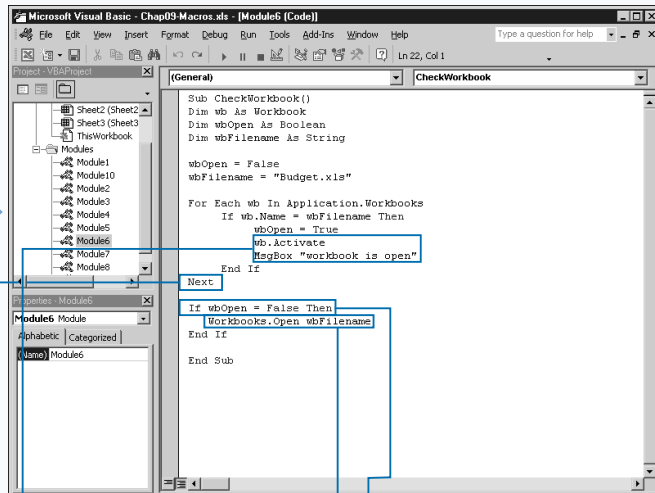 Microsoft Visual Basic - Chap09-Macros.xls - [Module6 (Code)]
File Edit View Insert Format Debug Run Tools Add-Ins Window Help
Type a question for help
Ln 22, Col 1
Project - VBAProject
Sheet2 (Sheet2
Sheet3 (Sheet3
ThisWorkbook
Modules
Module1
Module10
Module2
Module3
Module4
Module5
Module6
Module7
Module8
Properties - Module6
Module6 Module
Alphabetic Categorized
(Name) Module6
(General) CheckWorkbook
Sub CheckWorkbook()
Dim wb As Workbook
Dim wbOpen As Boolean
Dim wbFilename As String
wbOpen = False
wbFilename = "Budget.xls"
For Each wb In Application.Workbooks
If wb.Name = wbFilename Then
wbOpen = True
wb.Activate
MsgBox "workbook is open"
End If
Next
If wbOpen = False Then
Workbooks.Open wbFilename
End If
End Sub